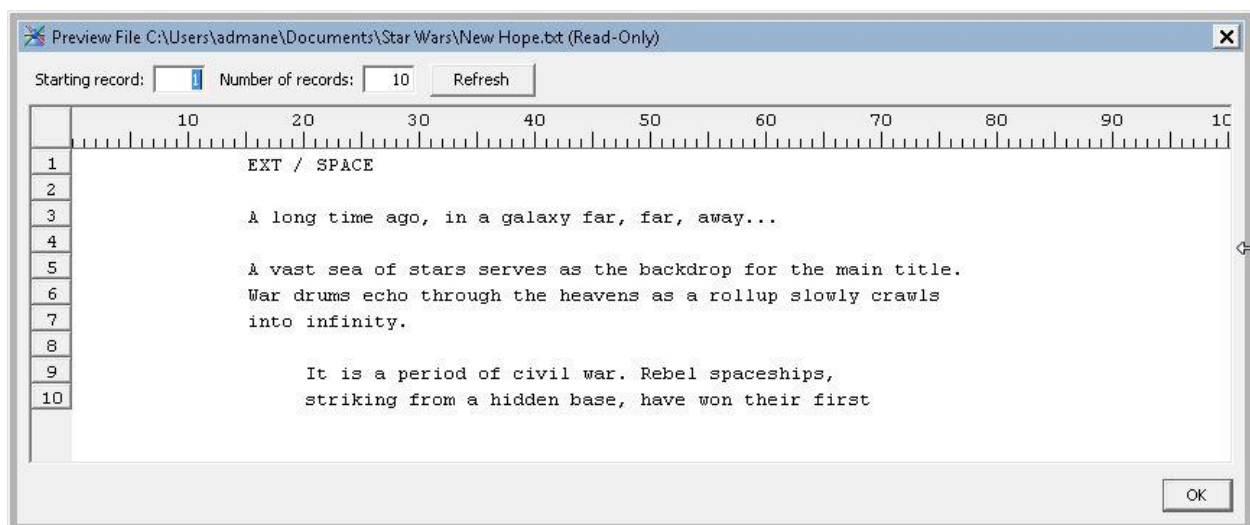 Preview File C:\Users\admane\Documents\Star Wars\New Hope.txt (Read-Only)
Starting record: 1 Number of records: 10 Refresh
10 20 30 40 50 60 70 80 90 10
1 EXT / SPACE
2
3 A long time ago, in a galaxy far, far, away...
4
5 A vast sea of stars serves as the backdrop for the main title.
6 War drums echo through the heavens as a rollup slowly crawls
7 into infinity.
8
9 It is a period of civil war. Rebel spaceships,
10 striking from a hidden base, have won their first
OK